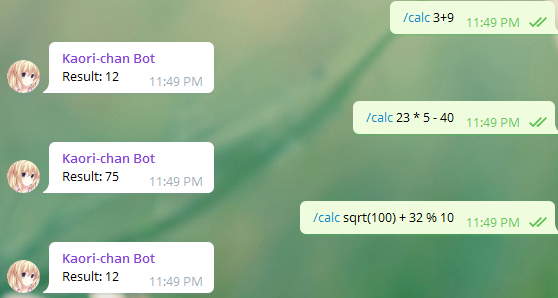 /calc 3+9 11:49 PM
Kaori-chan Bot
Result: 12 11:49 PM
/calc 23 * 5 - 40 11:49 PM
Kaori-chan Bot
Result: 75 11:49 PM
/calc sqrt(100) + 32 % 10 11:49 PM
Kaori-chan Bot
Result: 12 11:49 PM